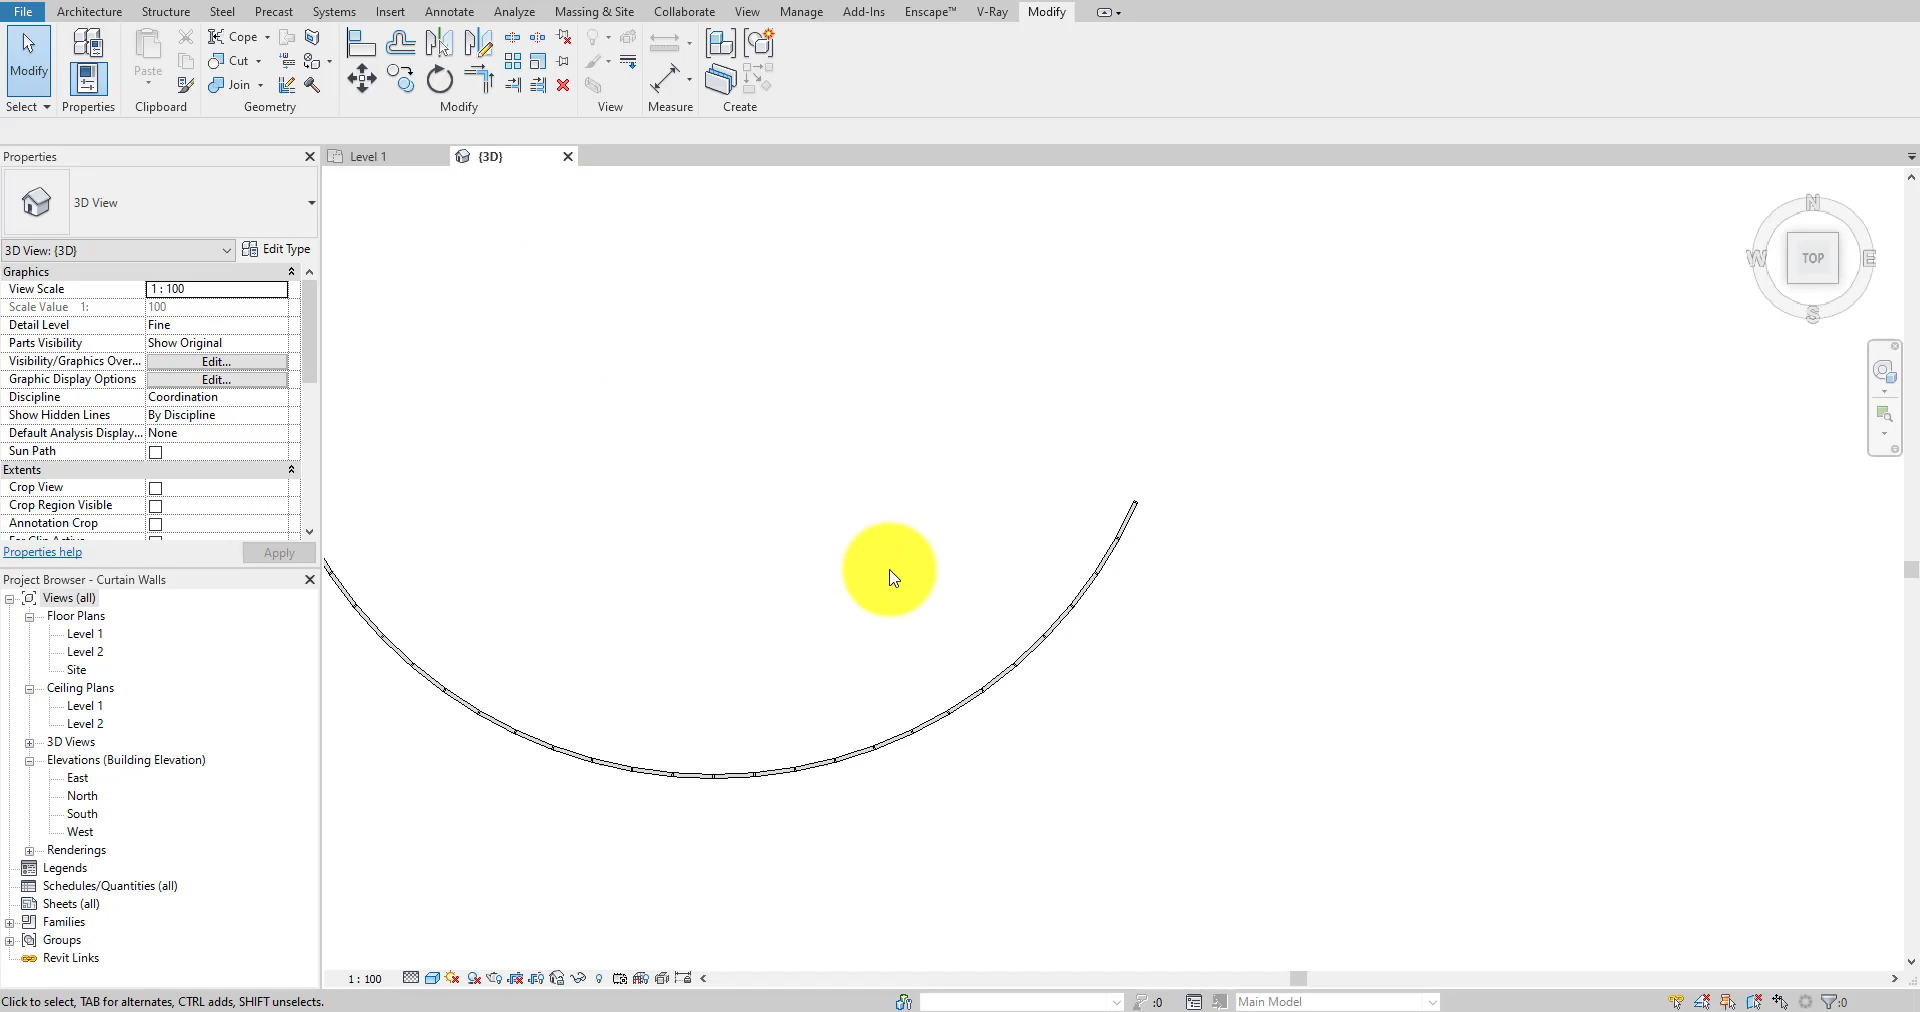 File Architecture Structure Steel Precast Systems Insert Annotate Analyze Massing & Site Collaborate View Manage Add-Ins Enscape™ V-Ray Modify
Modify
Select
Properties
Paste
Clipboard
Cope
Cut
Join
Geometry
Modify
View
Measure
Create
Properties
3D View
3D View: {3D}
Edit Type
Graphics
View Scale 1 : 100
Scale Value 1: 100
Detail Level Fine
Parts Visibility Show Original
Visibility/Graphics Over... Edit...
Graphic Display Options Edit...
Discipline Coordination
Show Hidden Lines By Discipline
Default Analysis Display... None
Sun Path
Extents
Crop View
Crop Region Visible
Annotation Crop
Properties help
Apply
Project Browser - Curtain Walls
Views (all)
Floor Plans
Level 1
Level 2
Site
Ceiling Plans
Level 1
Level 2
3D Views
Elevations (Building Elevation)
East
North
South
West
Renderings
Legends
Schedules/Quantities (all)
Sheets (all)
Families
Groups
Revit Links
Level 1
{3D}
N
W
TOP
E
S
1 : 100
Click to select, TAB for alternates, CTRL adds, SHIFT unselects.
:0
Main Model
:0